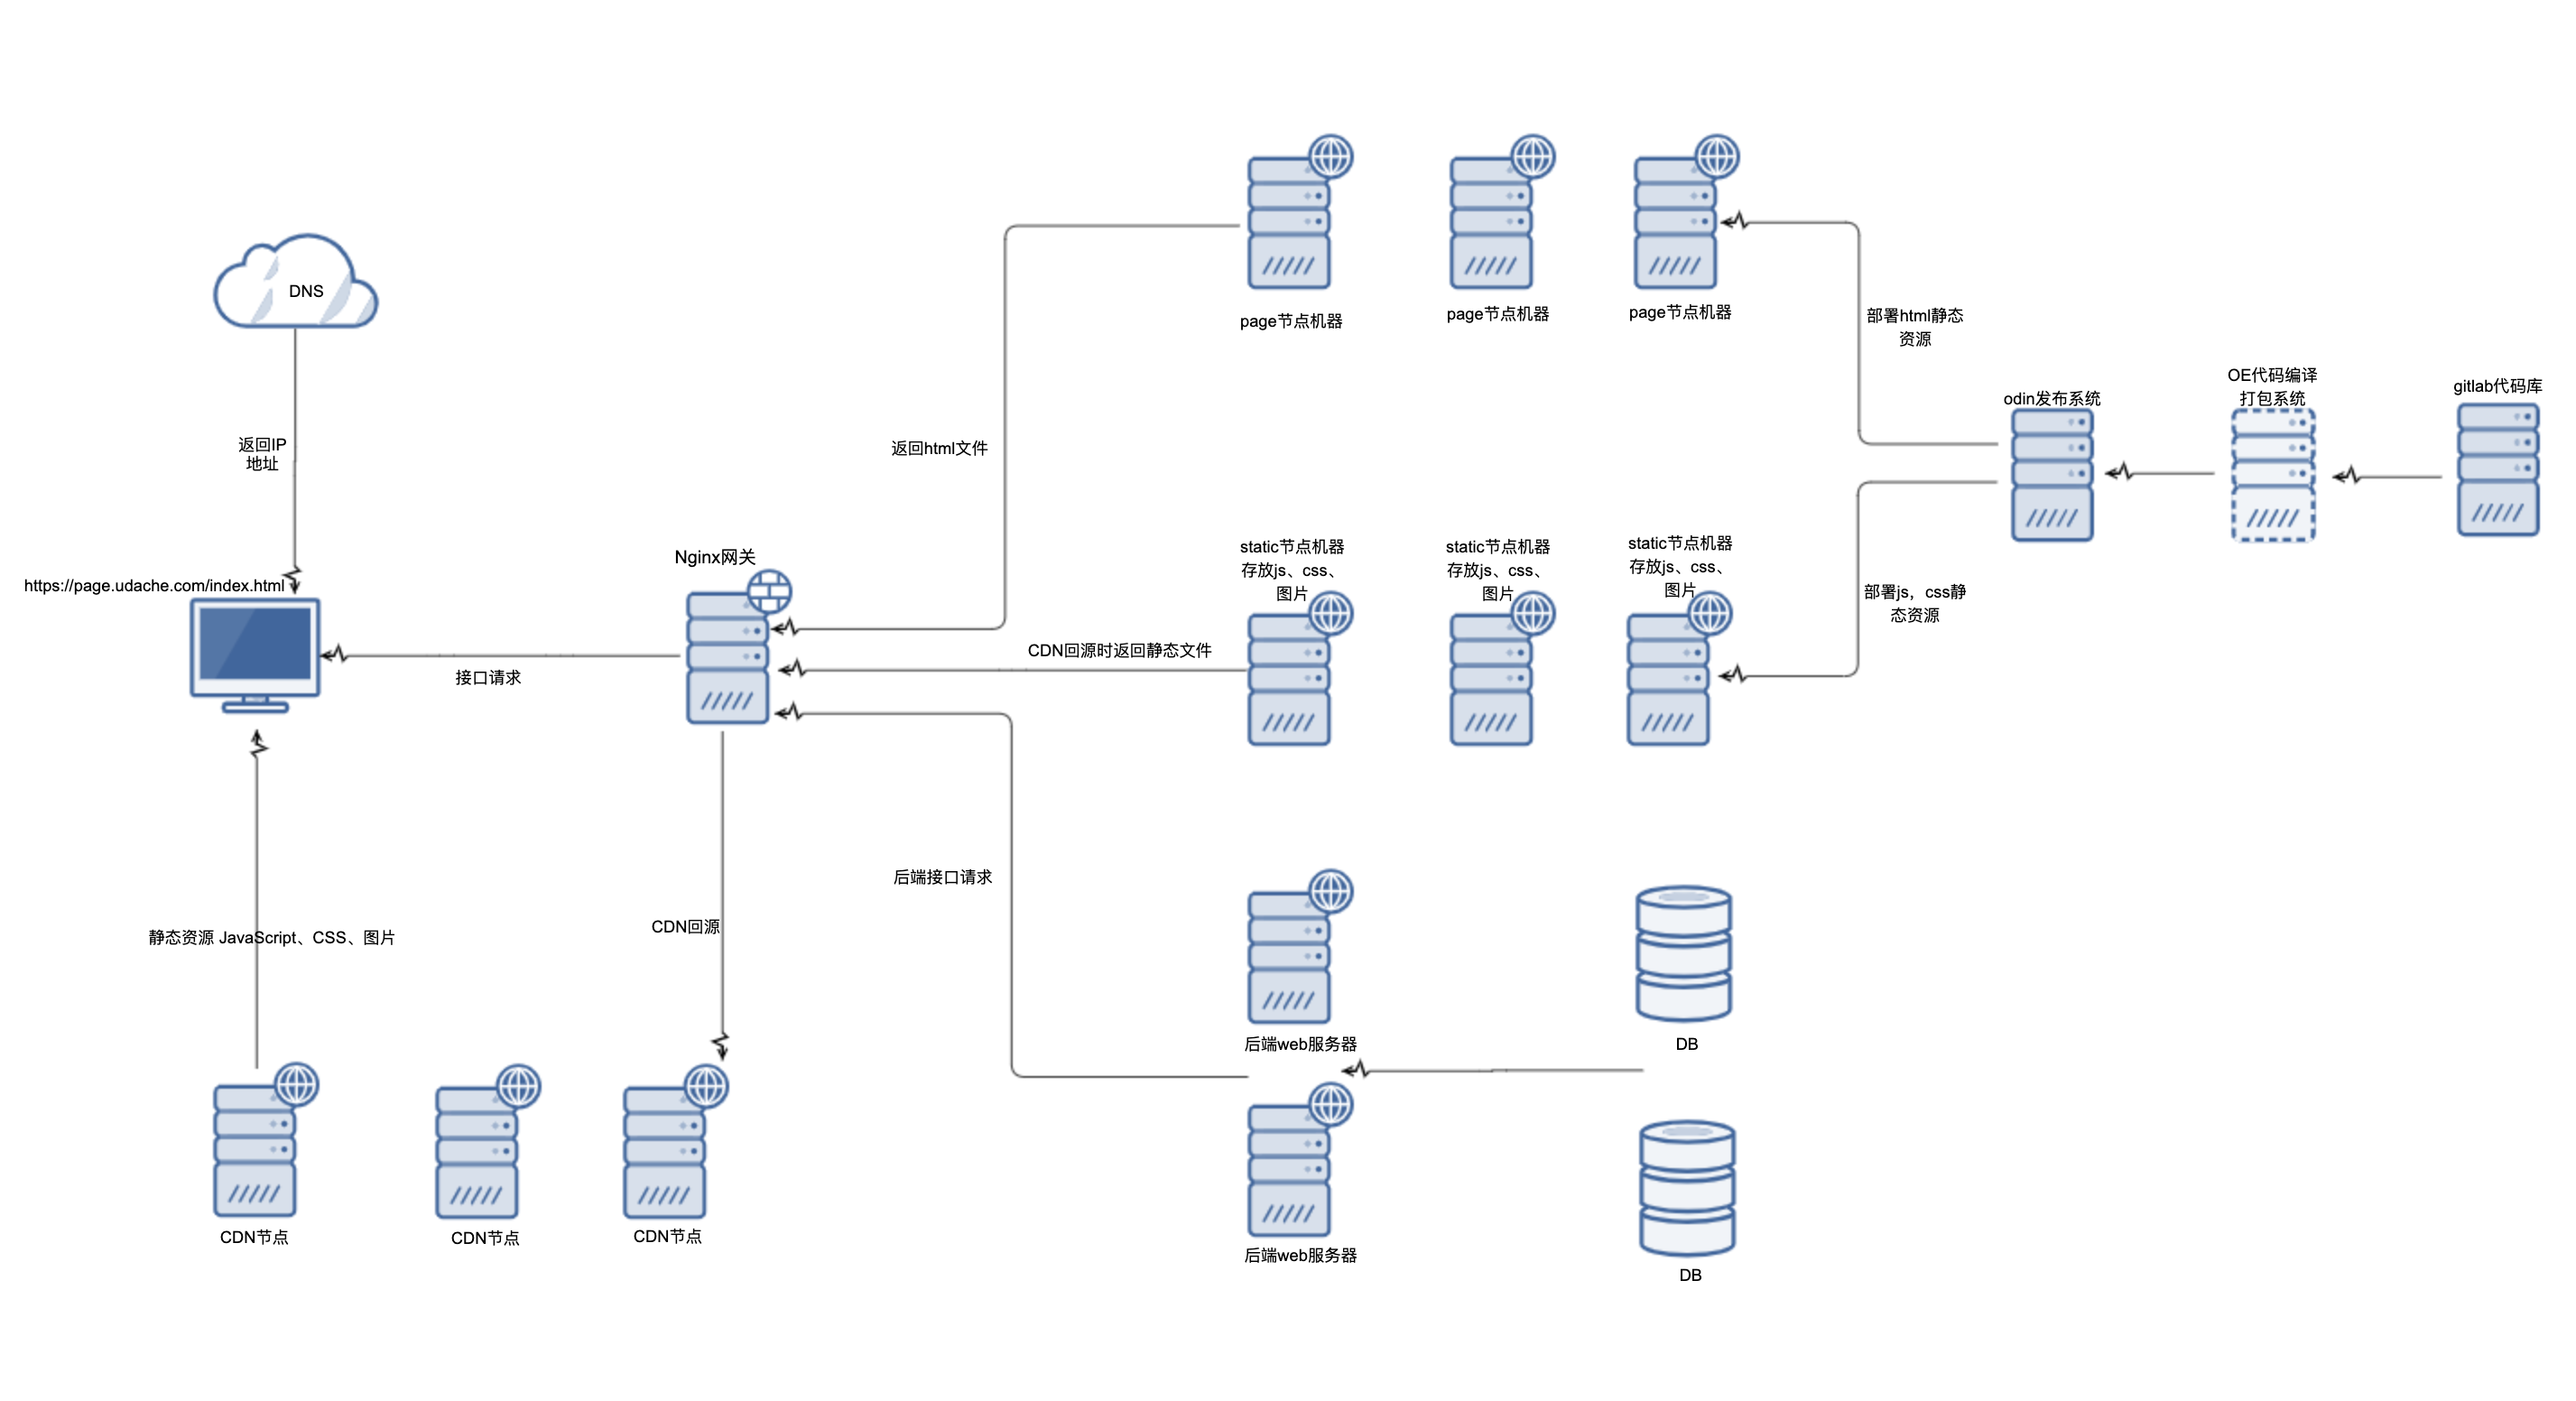 DNS
返回IP
地址
https://page.udache.com/index.html
接口请求
静态资源 JavaScript、CSS、图片
CDN节点
CDN节点
CDN节点
Nginx网关
CDN回源
返回html文件
CDN回源时返回静态文件
后端接口请求
page节点机器
page节点机器
page节点机器
static节点机器
存放js、css、
图片
static节点机器
存放js、css、
图片
static节点机器
存放js、css、
图片
后端web服务器
后端web服务器
DB
DB
部署html静态
资源
部署js，css静
态资源
odin发布系统
OE代码编译
打包系统
gitlab代码库